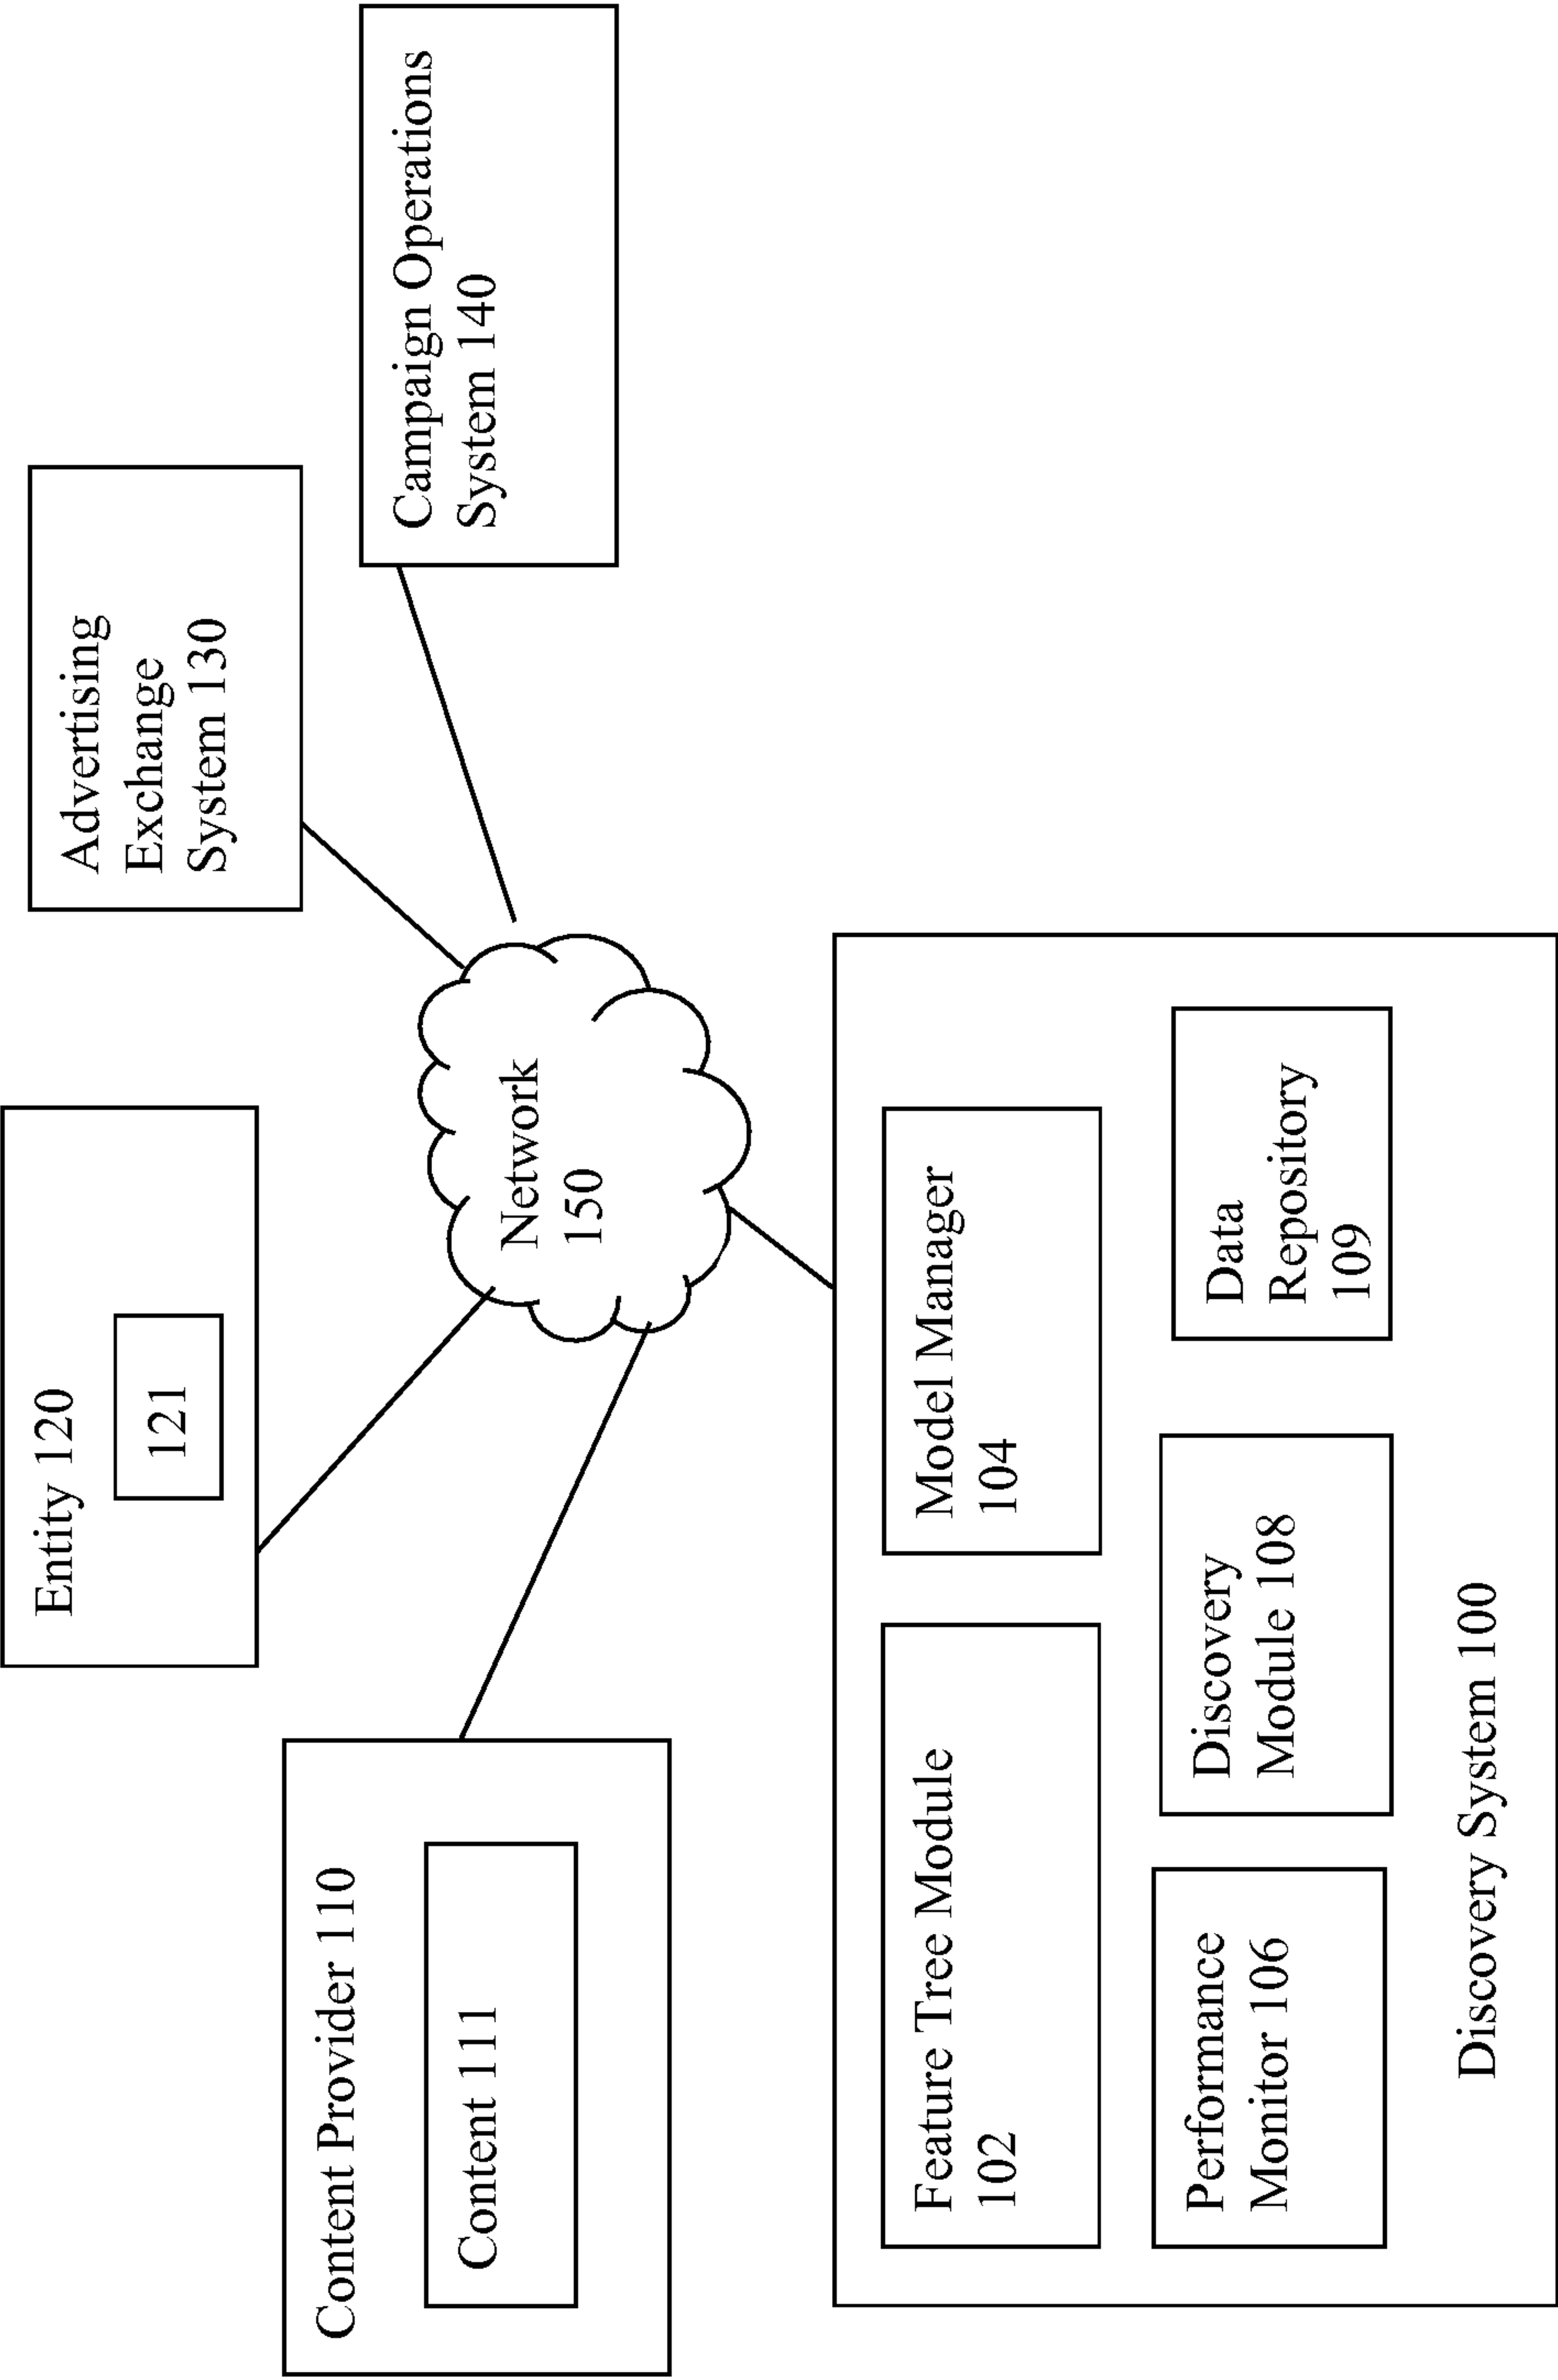 Content Provider 110
Content 111
Entity 120
121
Advertising
Exchange
System 130
Campaign Operations
System 140
Network
150
Feature Tree Module
102
Model Manager
104
Performance
Monitor 106
Discovery
Module 108
Data
Repository
109
Discovery System 100